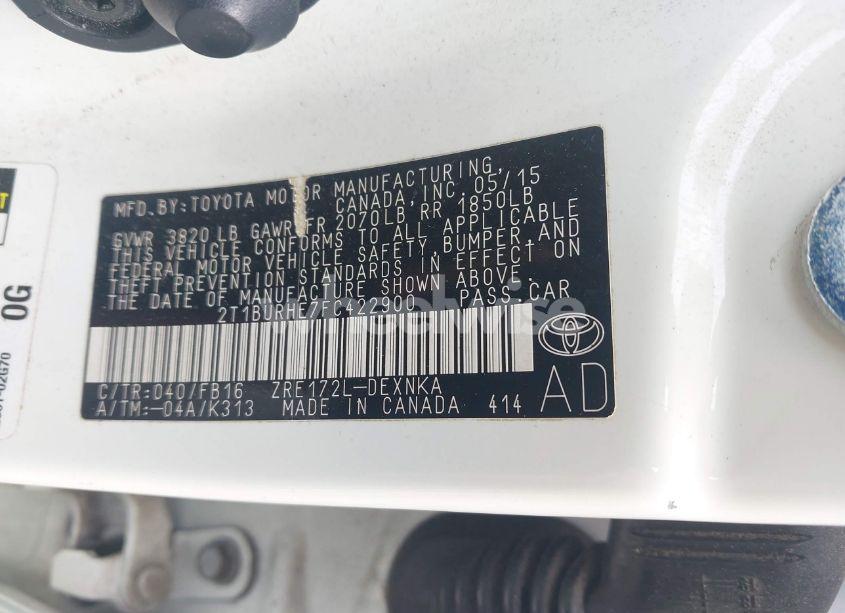 MFD.BY:TOYOTA MOTOR MANUFACTURING,
CANADA, INC. 05/15
GVWR 3820 LB GAWR FR 2070LB RR 1850LB
THIS VEHICLE CONFORMS TO ALL APPLICABLE
FEDERAL MOTOR VEHICLE SAFETY, BUMPER, AND
THEFT PREVENTION STANDARDS IN EFFECT ON
THE DATE OF MANUFACTURE SHOWN ABOVE.
2T1BURHE7FC422900 PASS.CAR
C/TR:040/FB16 ZRE172L-DEXNKA
A/TM:-04A/K313 MADE IN CANADA 414
AD
0G
wheelwise